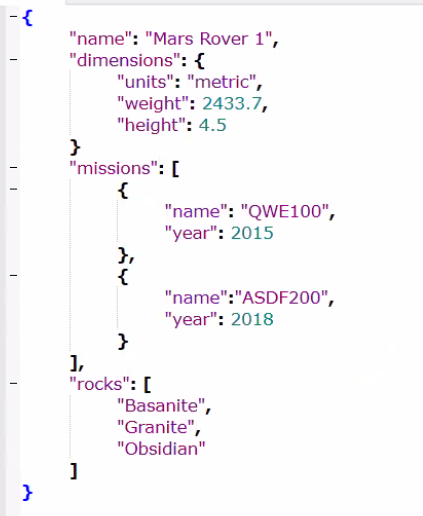 {
"name": "Mars Rover 1",
"dimensions": {
"units": "metric",
"weight": 2433.7,
"height": 4.5
}
"missions": [
{
"name": "QWE100",
"year": 2015
},
{
"name":"ASDF200",
"year": 2018
}
],
"rocks": [
"Basanite",
"Granite",
"Obsidian"
]
}